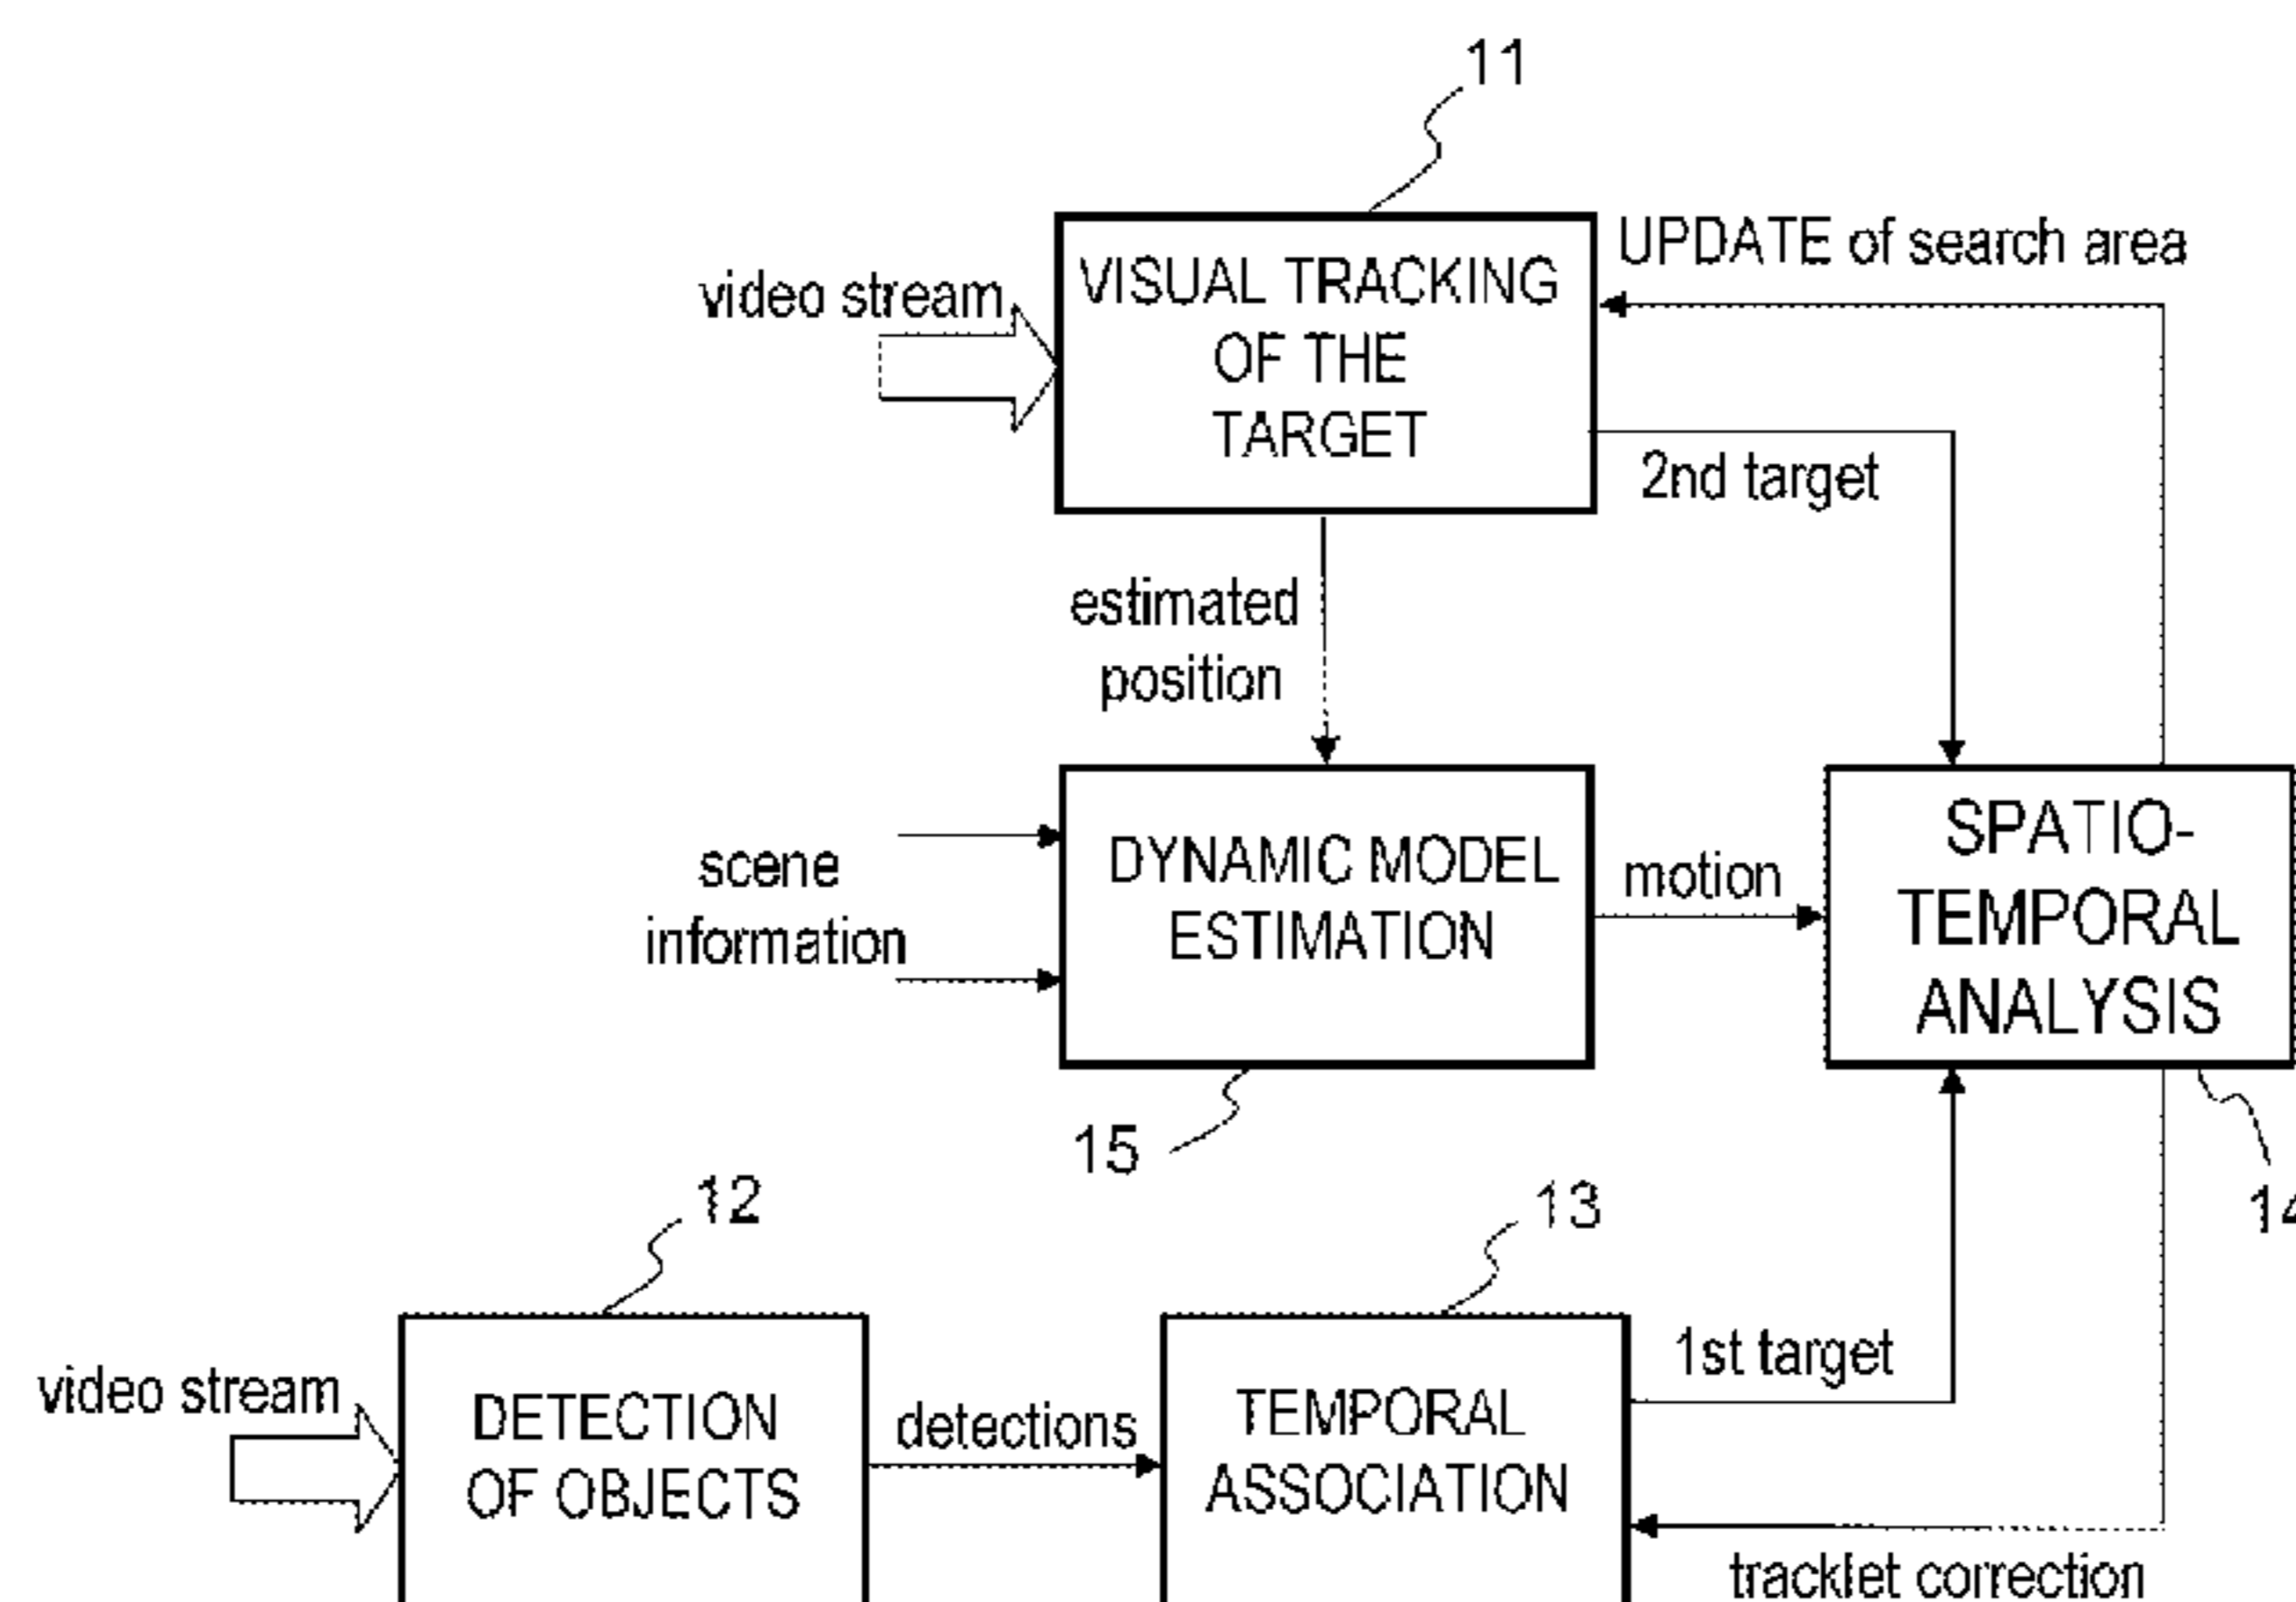 11
UPDATE of search area
video stream
VISUAL TRACKING
OF THE
TARGET
2nd target
estimated
position
scene
information
DYNAMIC MODEL
ESTIMATION
motion
SPATIO-
TEMPORAL
ANALYSIS
15
14
12
13
video stream
DETECTION
OF OBJECTS
detections
TEMPORAL
ASSOCIATION
1st target
tracklet correction